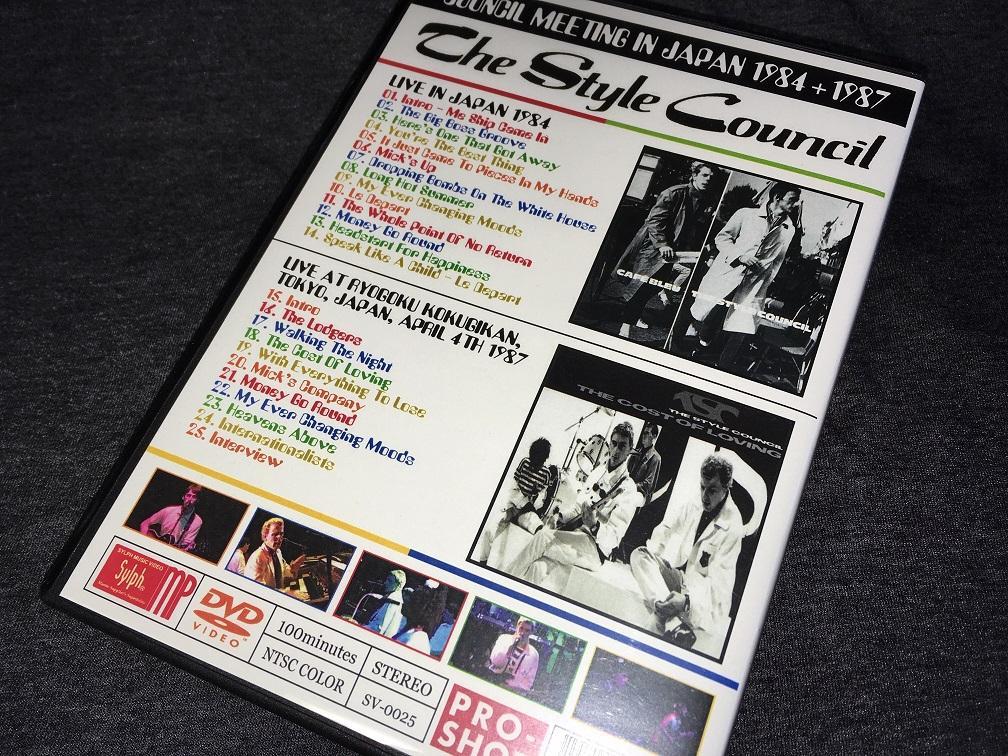 COUNCIL MEETING IN JAPAN 1984 + 1987
The Style Council
LIVE IN JAPAN 1984
01. Intro - Me Ship Came In
02. The Big Boss Groove
03. Here's One That Got Away
04. You're The Best Thing
05. It Just Came To Pieces In My Hands
06. Mick's Up
07. Dropping Bombs On The White House
08. Long Hot Summer
09. My Ever Changing Moods
10. Le Depart
11. The Whole Point Of No Return
12. Money Go Round
13. Headstart For Happiness
14. Speak Like A Child - Le Depart
CAFE BLEU THE STYLE COUNCIL
LIVE AT RYOGOKU KOKUGIKAN,
TOKYO, JAPAN, APRIL 4TH 1987
15. Intro
16. The Lodgers
17. Walking The Night
18. The Cost Of Loving
19. With Everything To Lose
20. Mick's Company
21. Money Go Round
22. My Ever Changing Moods
23. Heavens Above
24. Internationalists
25. Interview
TSC
THE STYLE COUNCIL
THE COST OF LOVING
SYLPH MUSIC VIDEO
Sylph
MP
DVD
VIDEO
100minutes
STEREO
NTSC COLOR
SV-0025
PRO-
SHO